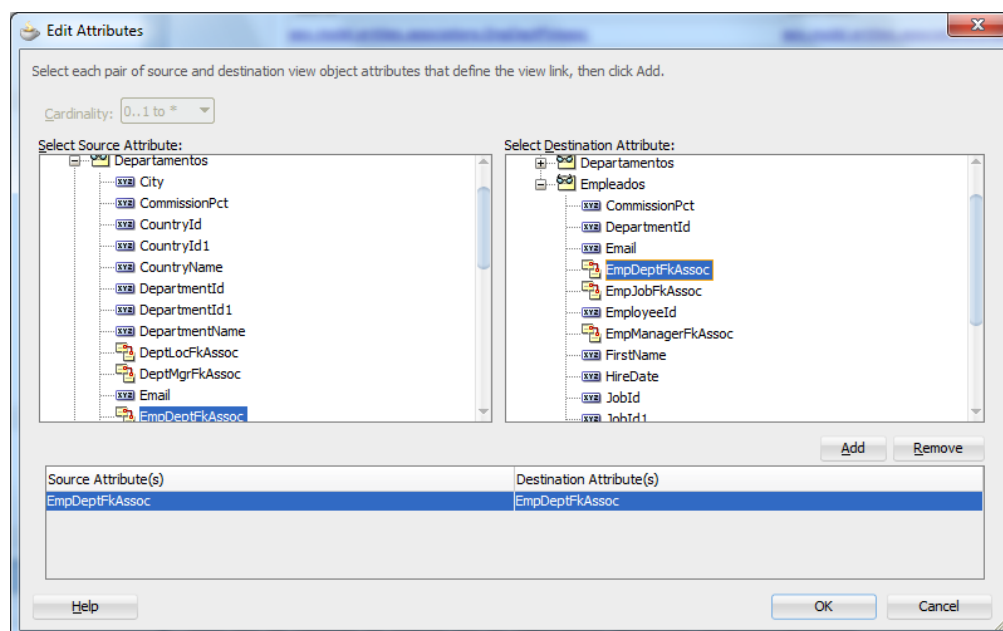 Edit Attributes
Select each pair of source and destination view object attributes that define the view link, then click Add.
Cardinality: 0..1 to *
Select Source Attribute:
Departamentos
City
CommissionPct
CountryId
CountryId1
CountryName
DepartmentId
DepartmentId1
DepartmentName
DeptLocFkAssoc
DeptMgrFkAssoc
Email
EmpDeptFkAssoc
Select Destination Attribute:
Departamentos
Empleados
CommissionPct
DepartmentId
Email
EmpDeptFkAssoc
EmpJobFkAssoc
EmployeeId
EmpManagerFkAssoc
FirstName
HireDate
JobId
JobId1
Add Remove
Source Attribute(s) Destination Attribute(s)
EmpDeptFkAssoc EmpDeptFkAssoc
Help OK Cancel